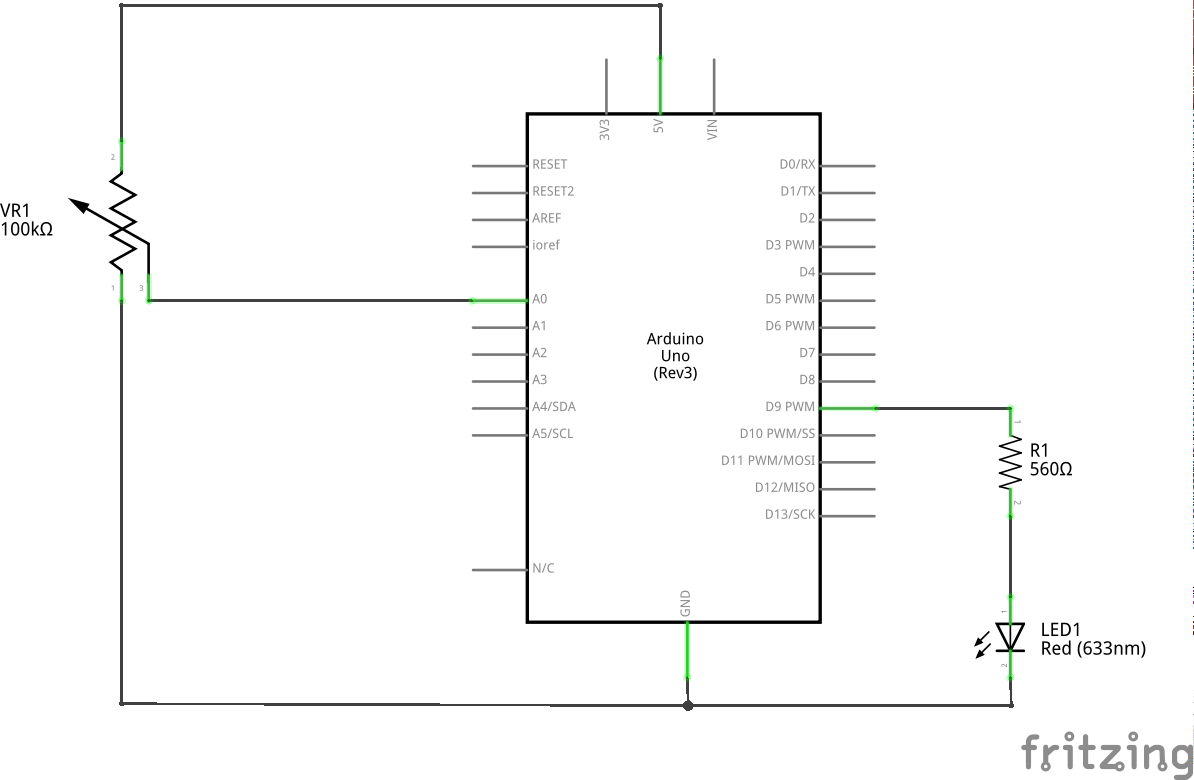 3V3
5V
VIN
2
VR1
100kΩ
1
3
RESET
RESET2
AREF
ioref
A0
A1
A2
A3
A4/SDA
A5/SCL
N/C
Arduino
Uno
(Rev3)
GND
D0/RX
D1/TX
D2
D3 PWM
D4
D5 PWM
D6 PWM
D7
D8
D9 PWM
D10 PWM/SS
D11 PWM/MOSI
D12/MISO
D13/SCK
1
R1
560Ω
2
1
LED1
Red (633nm)
2
fritzing